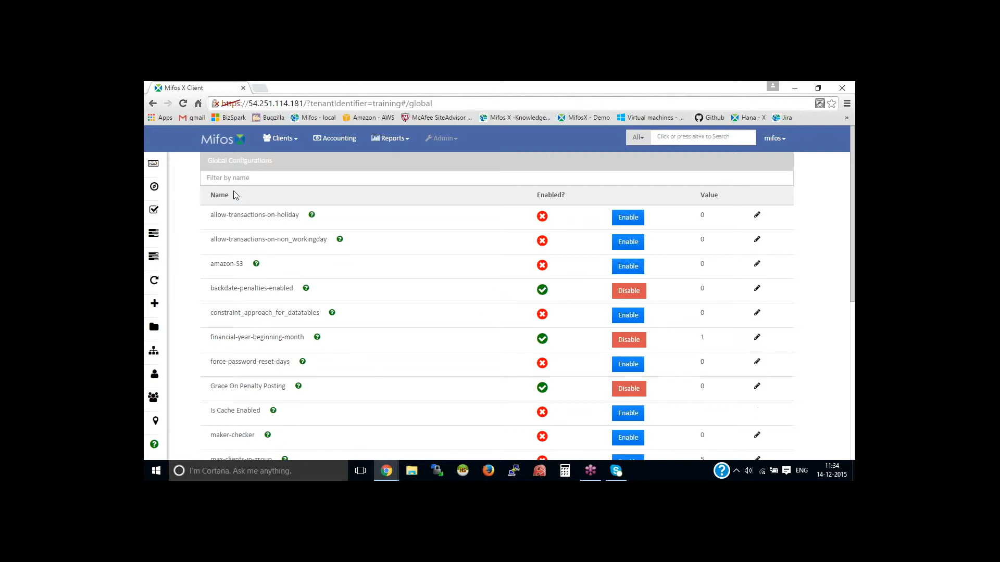 Mifos X Client
https://54.251.114.181/?tenantIdentifier=training#/global
Apps gmail BizSpark Bugzilla Mifos - local Amazon - AWS McAfee SiteAdvisor ... Mifos X -Knowledge... MifosX - Demo Virtual machines - ... Github Hana - X Jira »
Mifos Clients Accounting Reports Admin All Click or press alt+x to Search mifos
Global Configurations
Filter by name
Name Enabled? Value
allow-transactions-on-holiday Enable 0
allow-transactions-on-non_workingday Enable 0
amazon-S3 Enable 0
backdate-penalties-enabled Disable 0
constraint_approach_for_datatables Enable 0
financial-year-beginning-month Disable 1
force-password-reset-days Enable 0
Grace On Penalty Posting Disable 0
Is Cache Enabled Enable
maker-checker Enable 0
max-clients-in-group 5
I'm Cortana. Ask me anything. HS ENG 11:34
14-12-2015